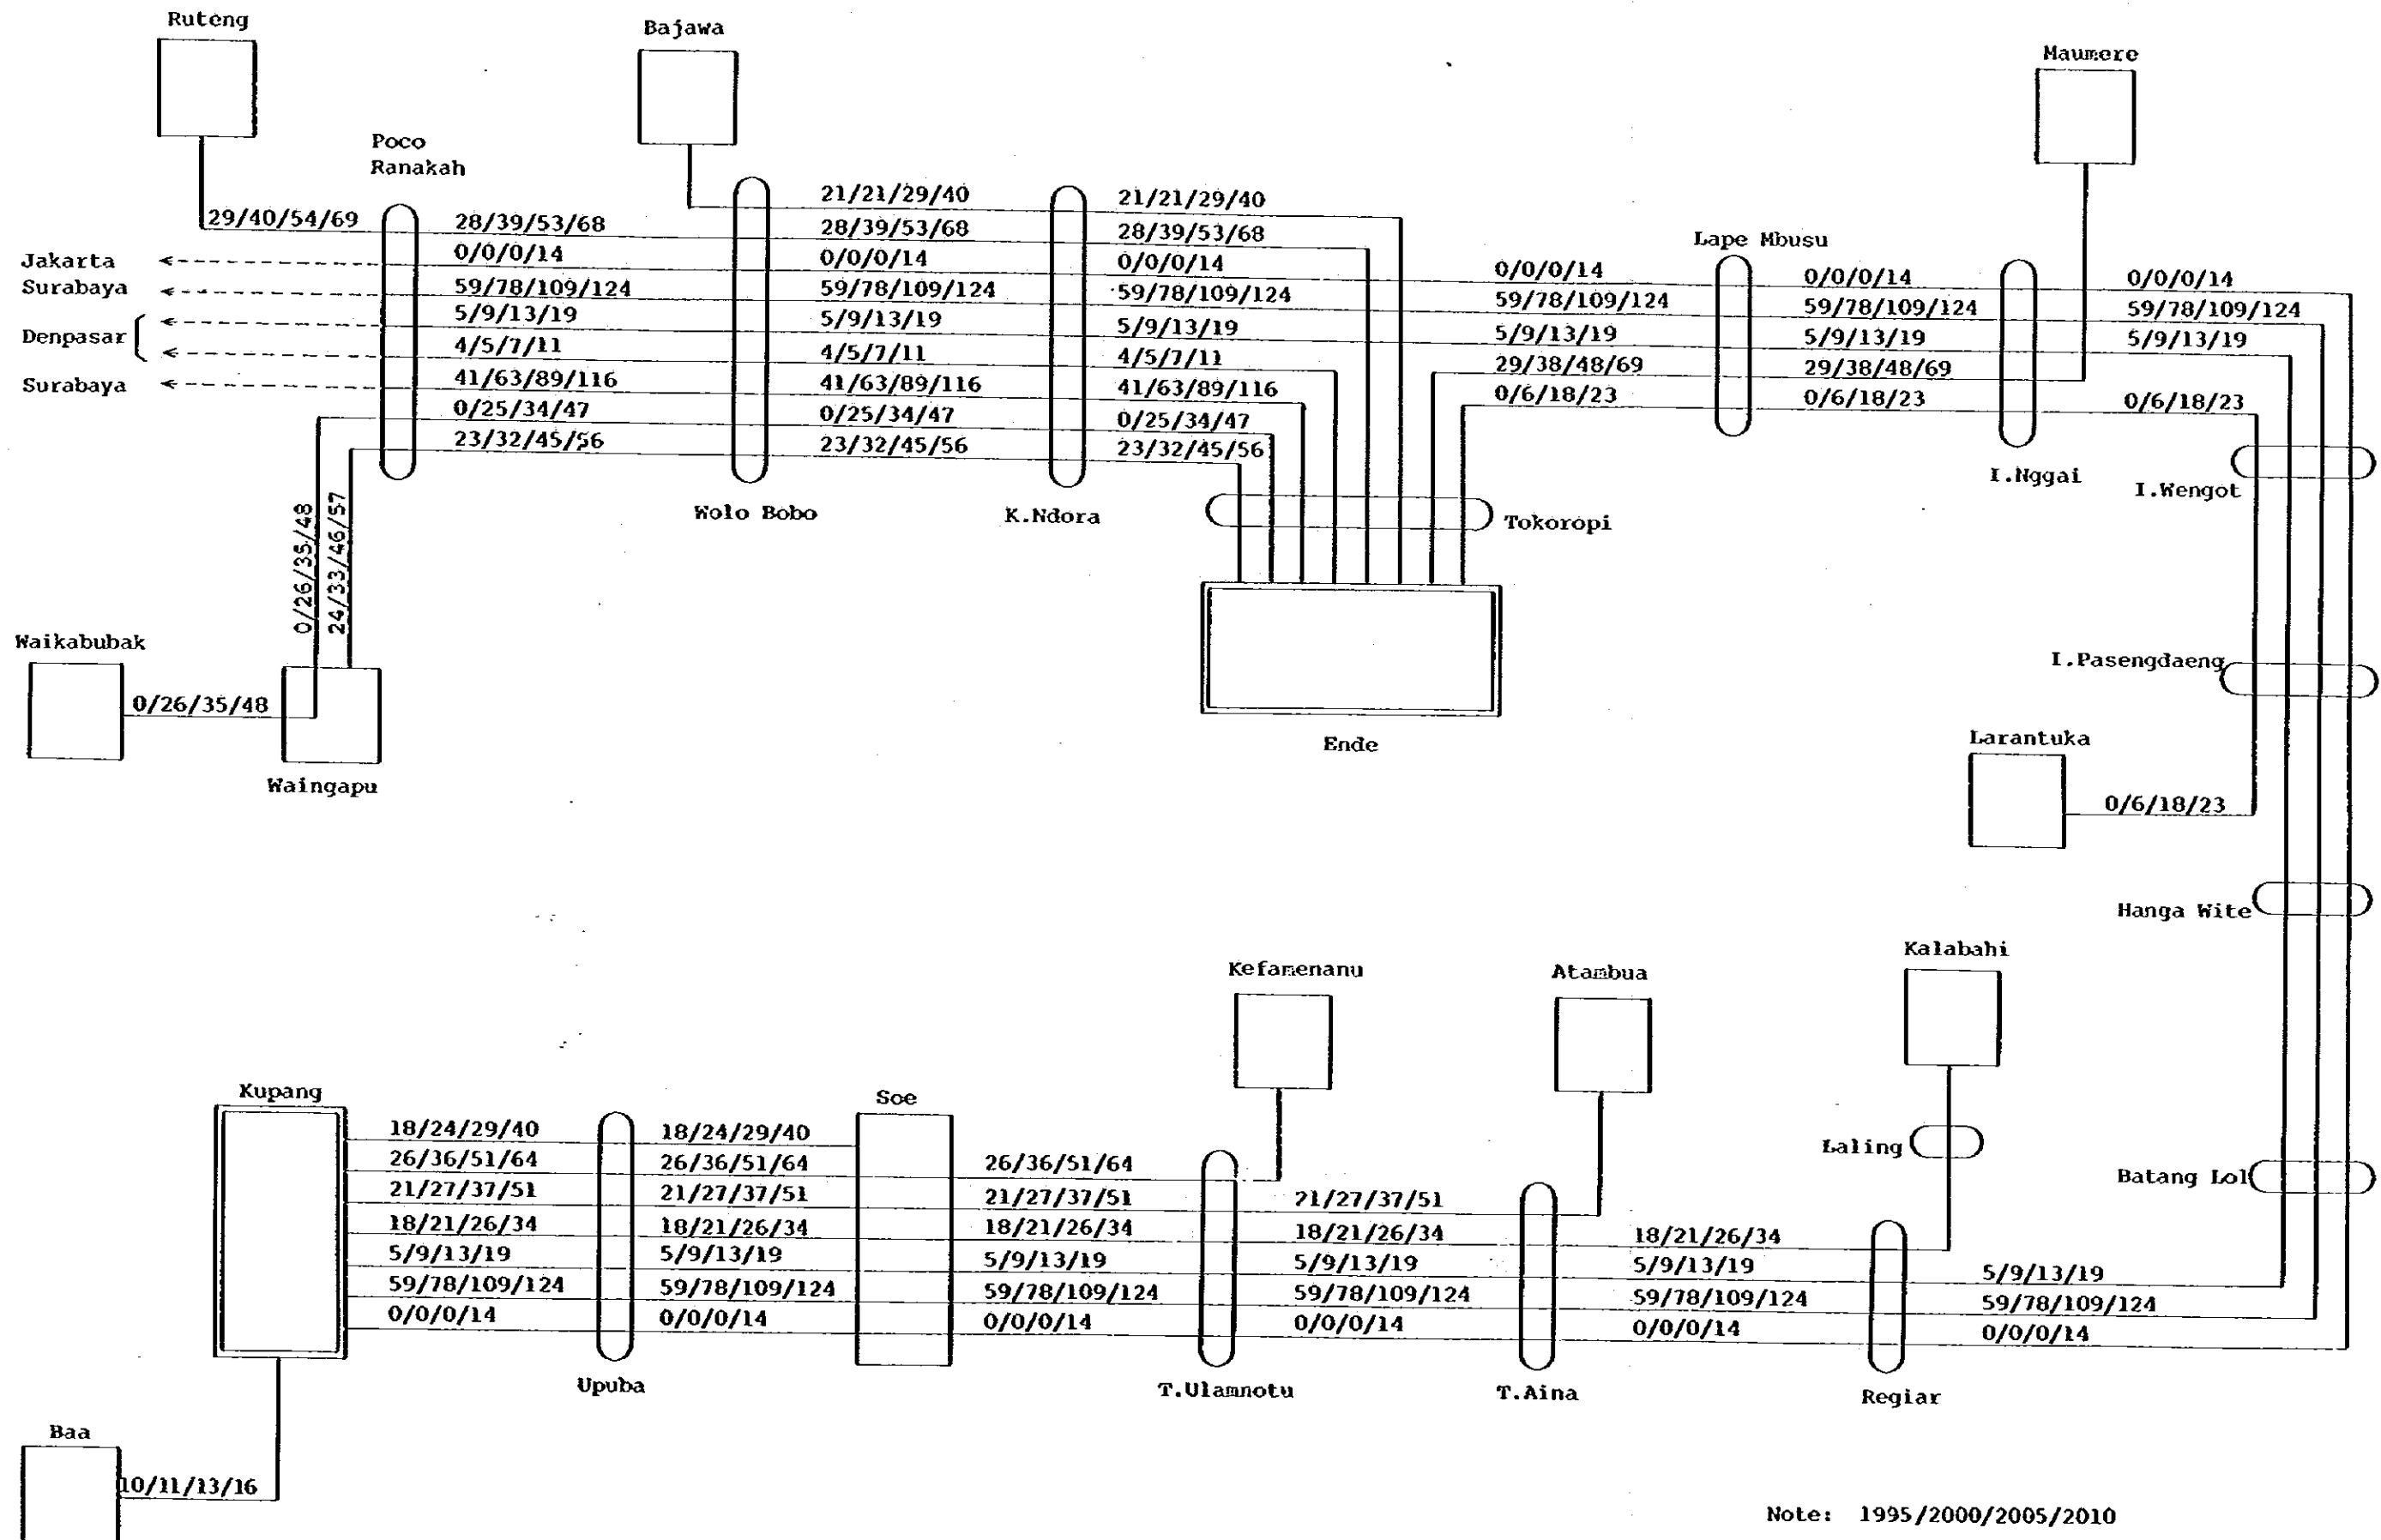 Ruteng
Bajawa
Maumere
Poco
Ranakah
29/40/54/69
28/39/53/68
0/0/0/14
59/78/109/124
5/9/13/19
4/5/7/11
41/63/89/116
0/25/34/47
23/32/45/56
Jakarta
Surabaya
Denpasar
Surabaya
21/21/29/40
28/39/53/68
0/0/0/14
59/78/109/124
5/9/13/19
4/5/7/11
41/63/89/116
0/25/34/47
23/32/45/56
21/21/29/40
28/39/53/68
0/0/0/14
59/78/109/124
5/9/13/19
4/5/7/11
41/63/89/116
0/25/34/47
23/32/45/56
Lape Mbusu
0/0/0/14
59/78/109/124
5/9/13/19
29/38/48/69
0/6/18/23
0/0/0/14
59/78/109/124
5/9/13/19
29/38/48/69
0/6/18/23
0/0/0/14
59/78/109/124
5/9/13/19
0/6/18/23
Wolo Bobo
K.Ndora
Tokoropi
I.Nggai
I.Wengot
0/26/35/48
24/33/46/57
Waikabubak
0/26/35/48
Waingapu
Ende
I.Pasengdaeng
Larantuka
0/6/18/23
Hanga Wite
Kefamenanu
Atambua
Kalabahi
Kupang
Soe
Laling
Batang Lol
18/24/29/40
26/36/51/64
21/27/37/51
18/21/26/34
5/9/13/19
59/78/109/124
0/0/0/14
18/24/29/40
26/36/51/64
21/27/37/51
18/21/26/34
5/9/13/19
59/78/109/124
0/0/0/14
26/36/51/64
21/27/37/51
18/21/26/34
5/9/13/19
59/78/109/124
0/0/0/14
21/27/37/51
18/21/26/34
5/9/13/19
59/78/109/124
0/0/0/14
18/21/26/34
5/9/13/19
59/78/109/124
0/0/0/14
5/9/13/19
59/78/109/124
0/0/0/14
Upuba
T.Ulamnotu
T.Aina
Regiar
Baa
10/11/13/16
Note: 1995/2000/2005/2010